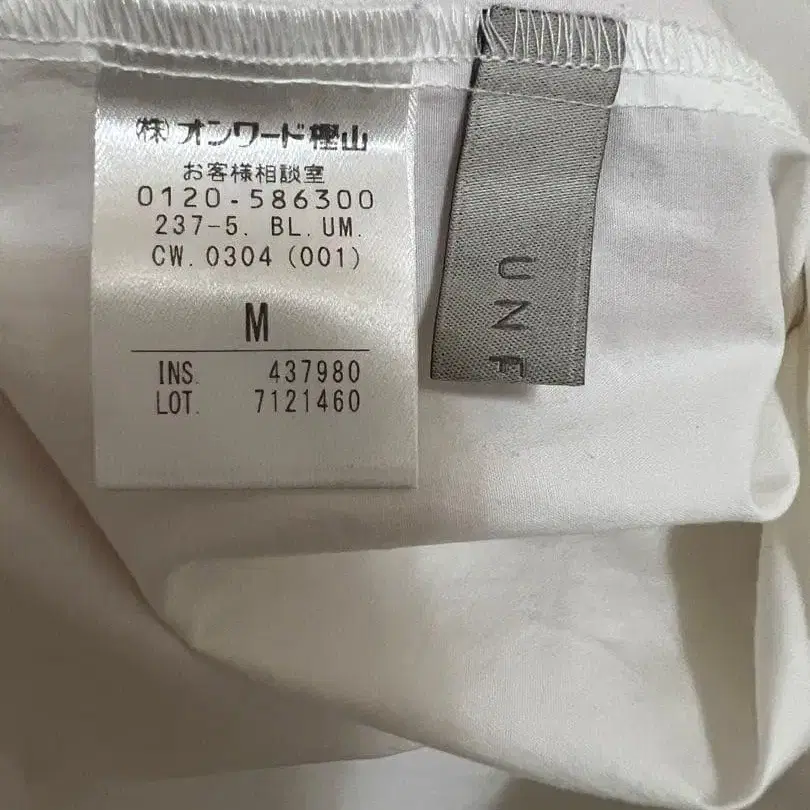 ㈱オンワード樫山
お客様相談室
0120-586300
237-5. BL. UM.
CW. 0304 (001)
M
INS. 437980
LOT. 7121460
UNF